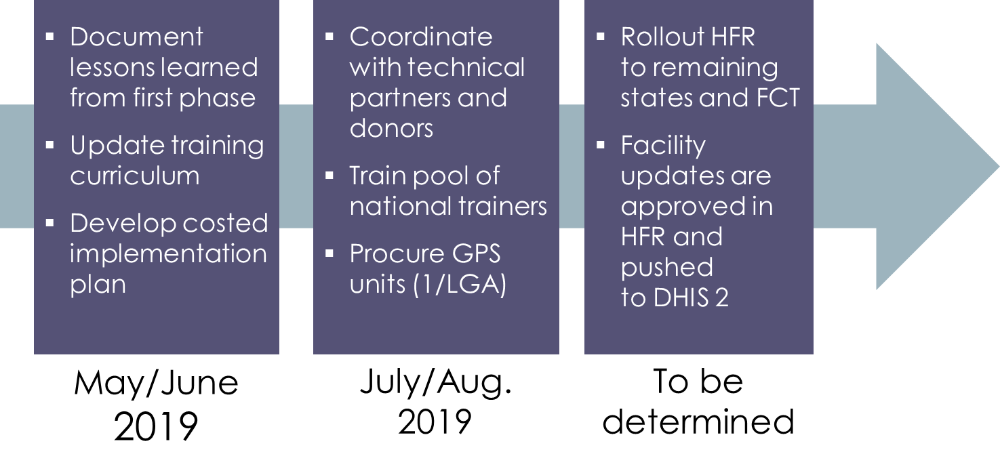 ▪ Document
lessons learned
from first phase
▪ Update training
curriculum
▪ Develop costed
implementation
plan
May/June
2019
▪ Coordinate
with technical
partners and
donors
▪ Train pool of
national trainers
▪ Procure GPS
units (1/LGA)
July/Aug.
2019
▪ Rollout HFR
to remaining
states and FCT
▪ Facility
updates are
approved in
HFR and
pushed
to DHIS 2
To be
determined